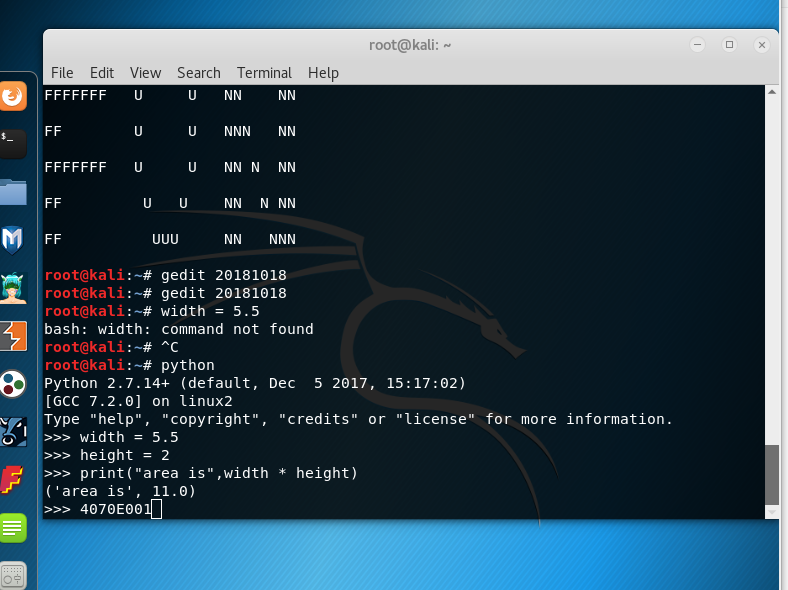 root@kali: ~
File Edit View Search Terminal Help
FFFFFFF   U     U   NN    NN
FF        U     U   NNN   NN
FFFFFFF   U     U   NN N  NN
FF         U   U    NN  N NN
FF          UUU     NN   NNN
root@kali:~# gedit 20181018
root@kali:~# gedit 20181018
root@kali:~# width = 5.5
bash: width: command not found
root@kali:~# ^C
root@kali:~# python
Python 2.7.14+ (default, Dec  5 2017, 15:17:02)
[GCC 7.2.0] on linux2
Type "help", "copyright", "credits" or "license" for more information.
>>> width = 5.5
>>> height = 2
>>> print("area is",width * height)
('area is', 11.0)
>>> 4070E001